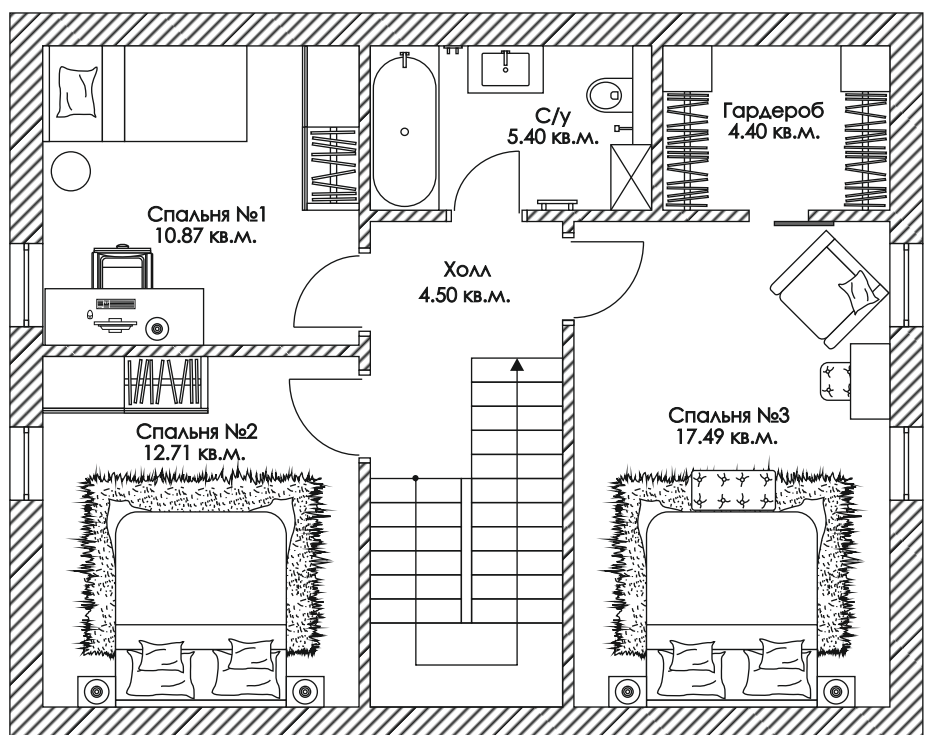 С/у
5.40 кв.м.
Гардероб
4.40 кв.м.
Спальня №1
10.87 кв.м.
Холл
4.50 кв.м.
Спальня №2
12.71 кв.м.
Спальня №3
17.49 кв.м.